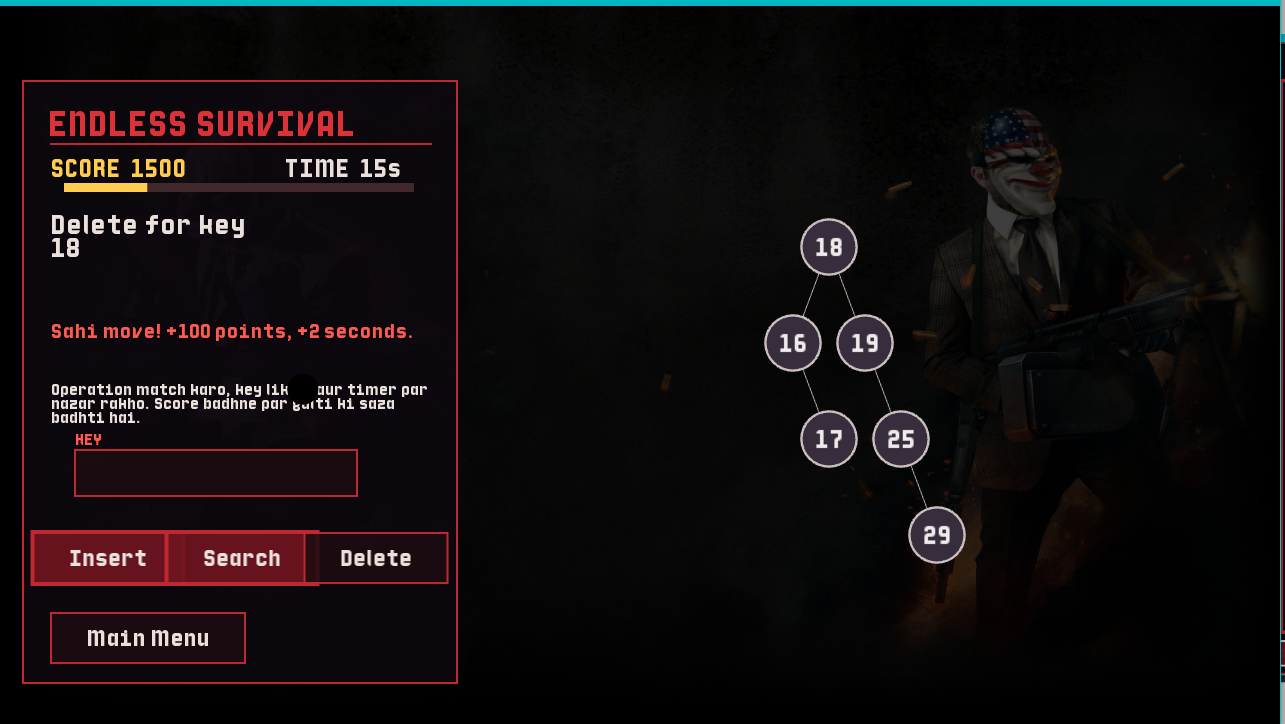 ENDLESS SURVIVAL
SCORE 1500 TIME 15s
Delete for key
18
Sahi move! +100 points, +2 seconds.
Operation match karo, key aur timer par
nazar rakho. Score badhne par ki saza
badhti hai.
KEY
Insert Search Delete
Main Menu
18
16 19
17 25
29